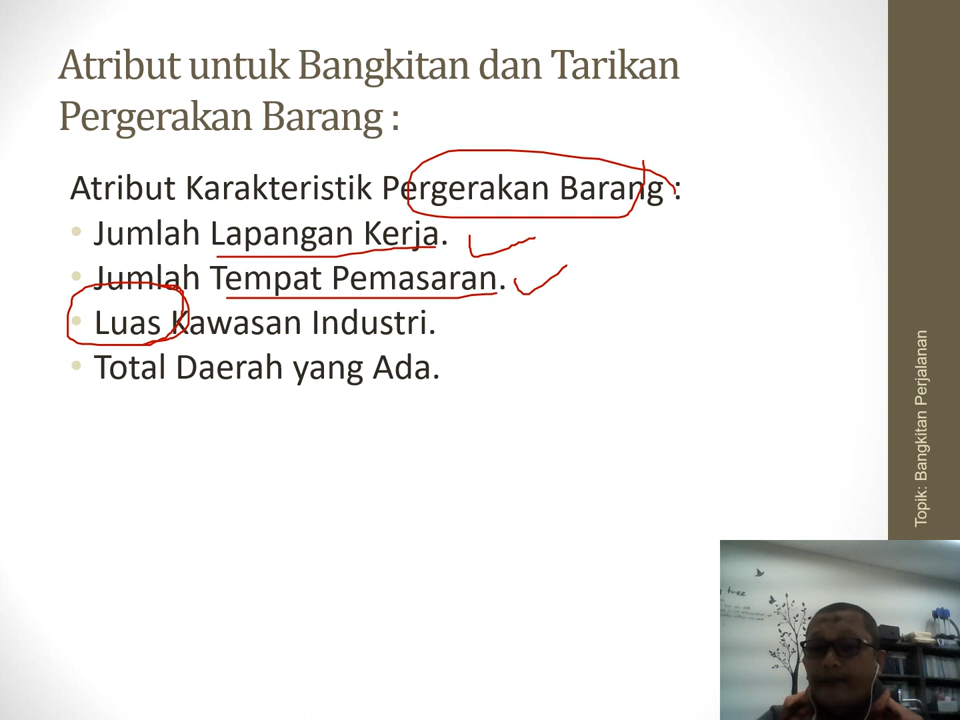 Atribut untuk Bangkitan dan Tarikan
Pergerakan Barang :
Atribut Karakteristik Pergerakan Barang :
• Jumlah Lapangan Kerja.
• Jumlah Tempat Pemasaran.
• Luas Kawasan Industri.
• Total Daerah yang Ada.
Topik: Bangkitan Perjalanan
tree